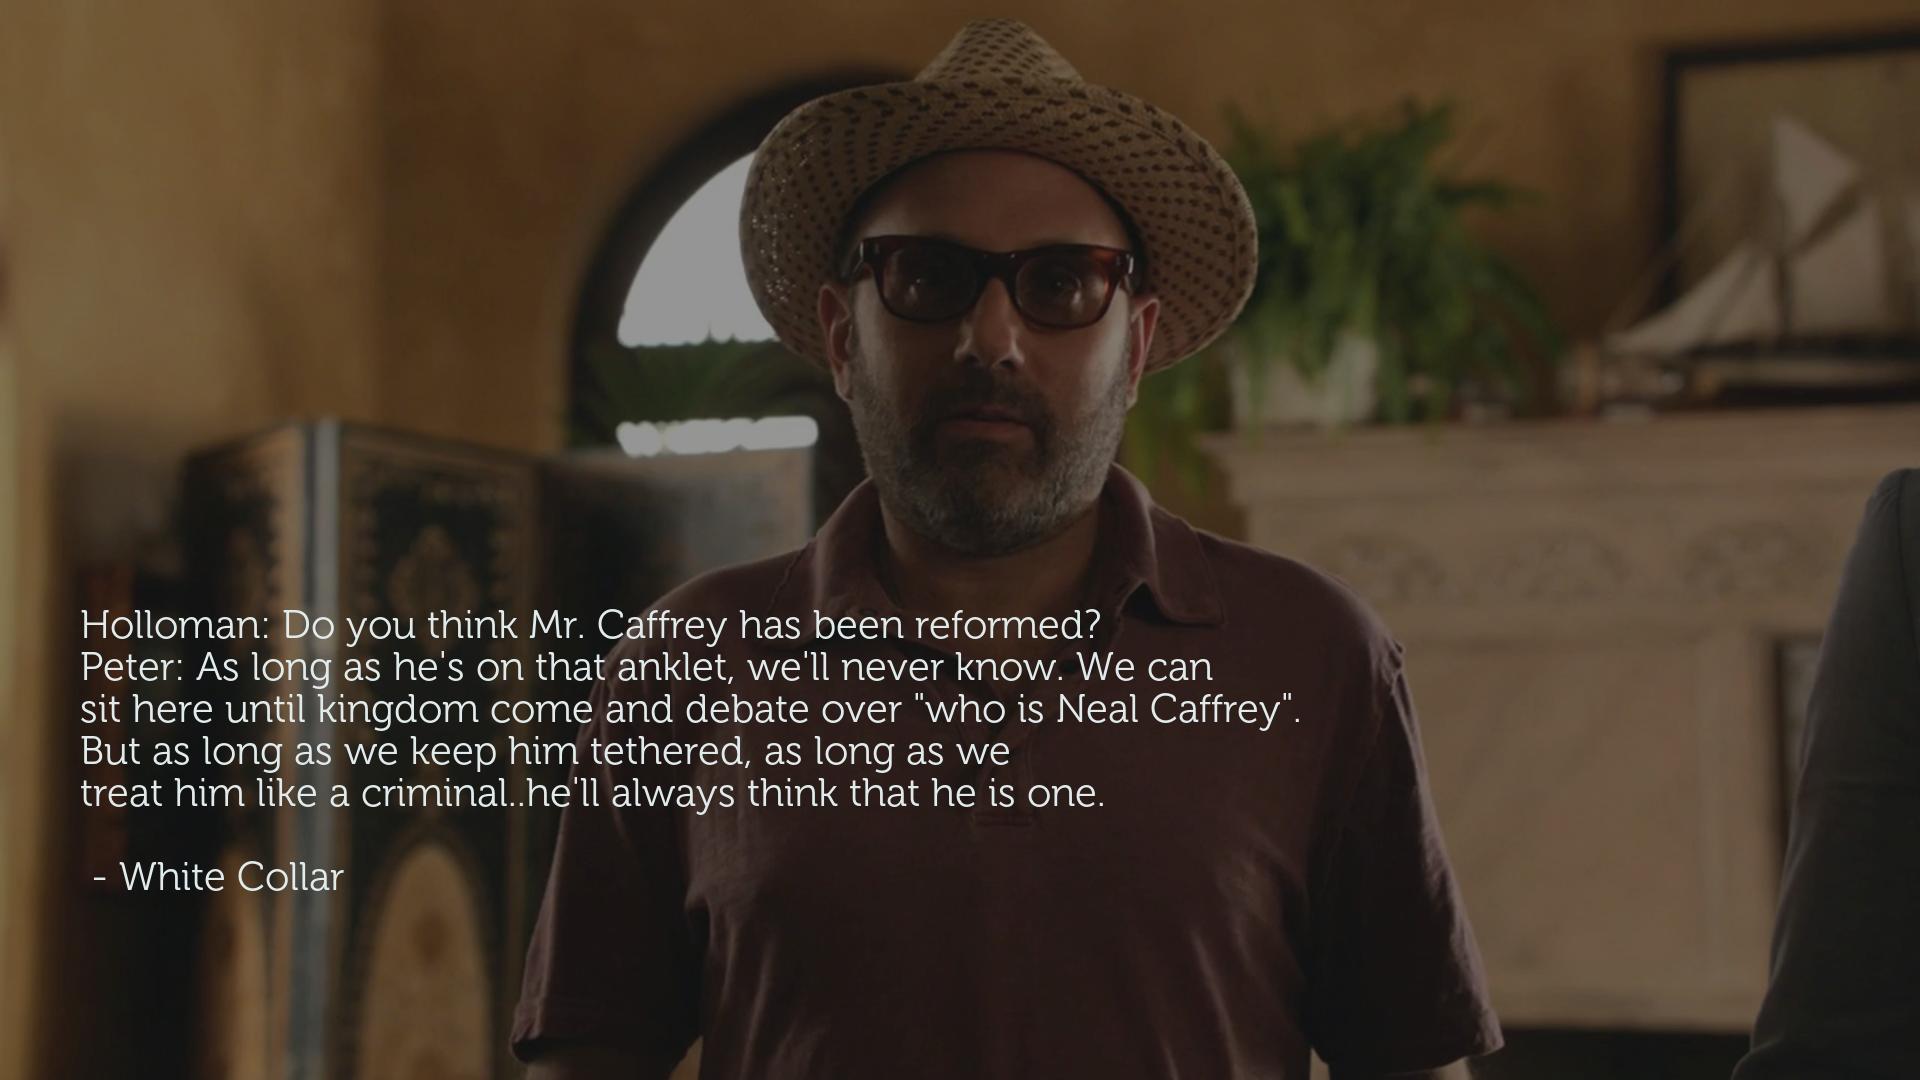 Holloman: Do you think Mr. Caffrey has been reformed?
Peter: As long as he's on that anklet, we'll never know. We can
sit here until kingdom come and debate over "who is Neal Caffrey".
But as long as we keep him tethered, as long as we
treat him like a criminal..he'll always think that he is one.
- White Collar